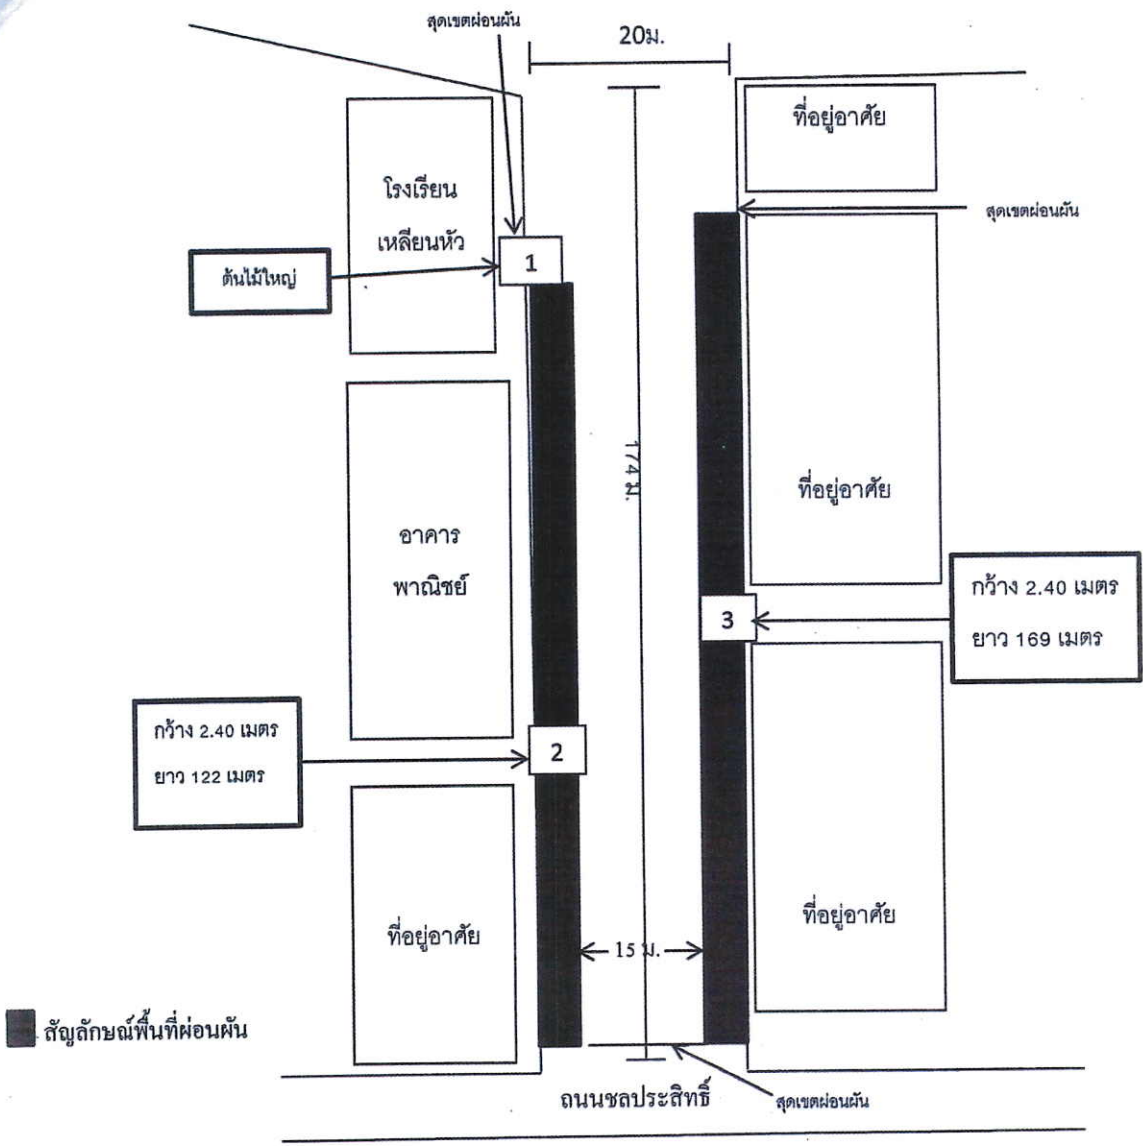 สุดเขตผ่อนผัน
20ม.
ที่อยู่อาศัย
โรงเรียน
เหลียนหัว
สุดเขตผ่อนผัน
1
ต้นไม้ใหญ่
174 ม.
ที่อยู่อาศัย
อาคาร
พาณิชย์
กว้าง 2.40 เมตร
ยาว 169 เมตร
3
กว้าง 2.40 เมตร
ยาว 122 เมตร
2
ที่อยู่อาศัย
ที่อยู่อาศัย
15 ม.
สัญลักษณ์พื้นที่ผ่อนผัน
ถนนชลประสิทธิ์
สุดเขตผ่อนผัน